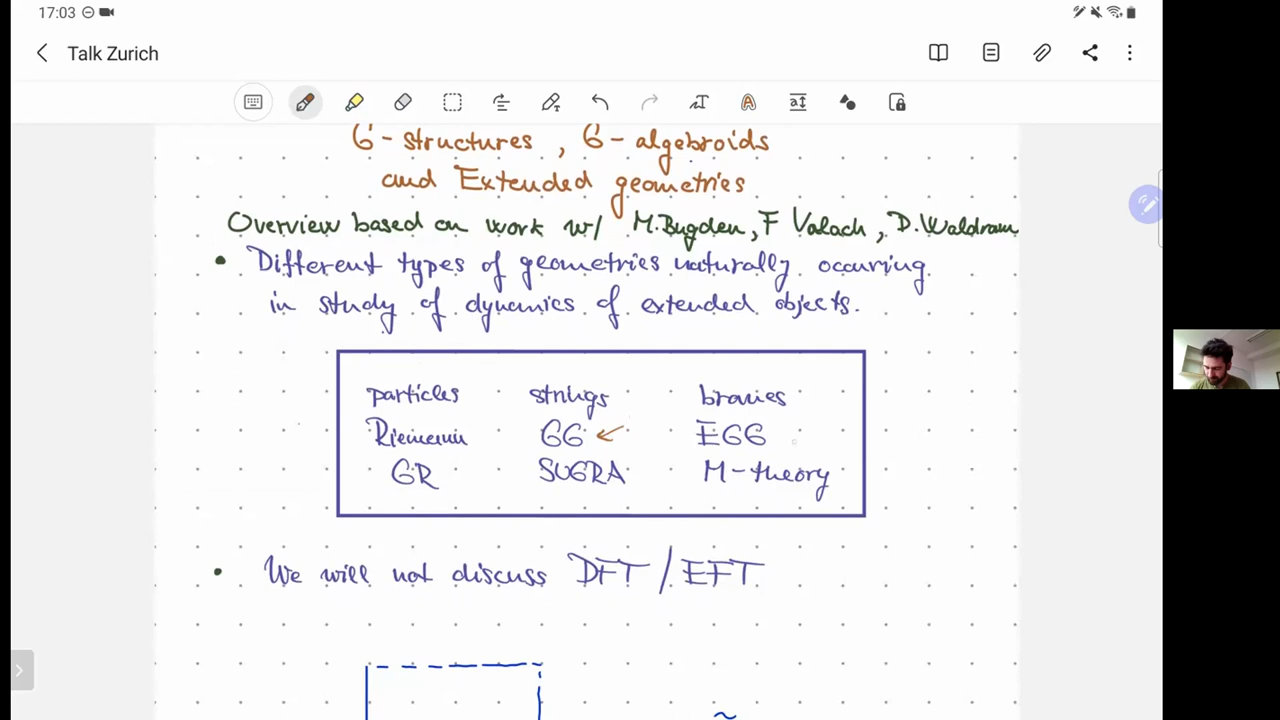 17:03
Talk Zurich
G-structures, G-algebroids
and Extended geometries
Overview based on work w/ M. Bugden, F Valach, D. Waldram
• Different types of geometries naturally occuring
in study of dynamics of extended objects.
particles strings branes
Riemann GG ← EGG
GR SUGRA M-theory
• We will not discuss DFT/EFT
~